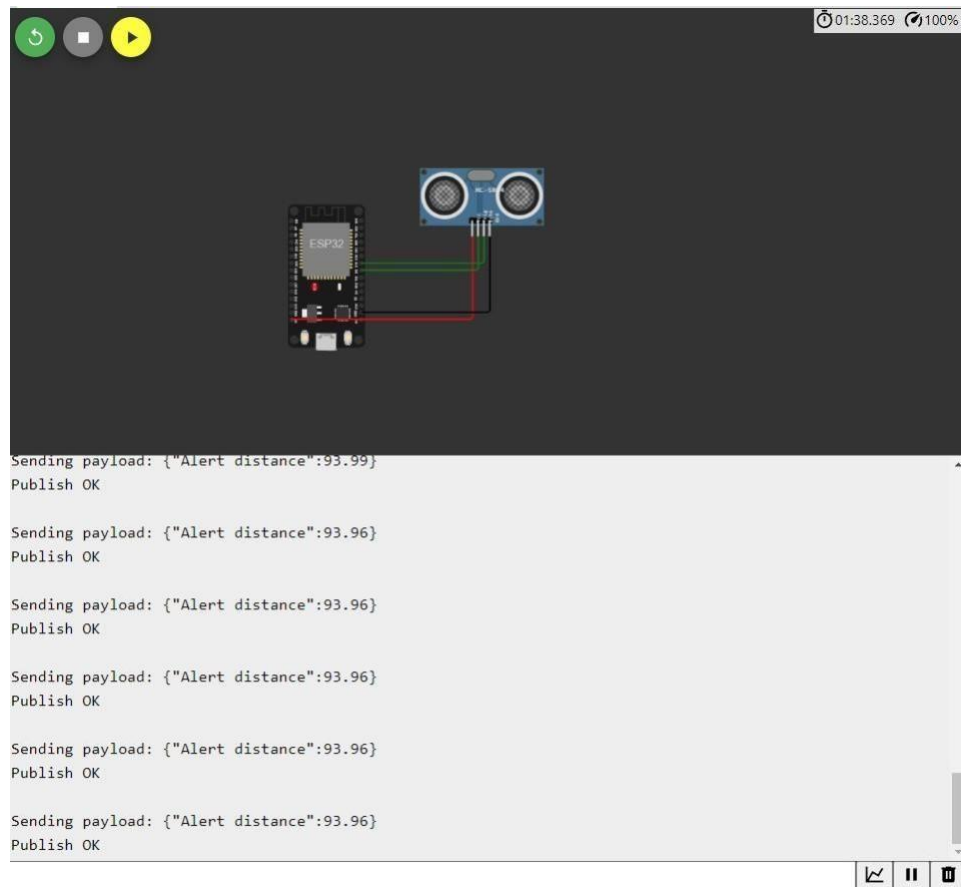 01:38.369 100%
ESP32
Sending payload: {"Alert distance":93.99}
Publish OK
Sending payload: {"Alert distance":93.96}
Publish OK
Sending payload: {"Alert distance":93.96}
Publish OK
Sending payload: {"Alert distance":93.96}
Publish OK
Sending payload: {"Alert distance":93.96}
Publish OK
Sending payload: {"Alert distance":93.96}
Publish OK